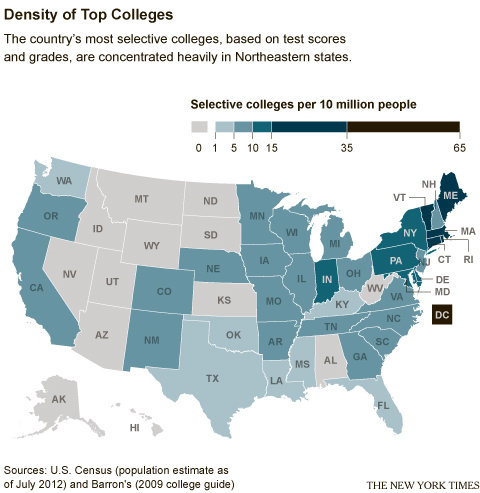 Density of Top Colleges
The country's most selective colleges, based on test scores
and grades, are concentrated heavily in Northeastern states.
Selective colleges per 10 million people
0 1 5 10 15 35 65
WA
OR
CA
ID
NV
MT
WY
UT
AZ
ND
SD
NE
CO
KS
NM
OK
TX
MN
IA
MO
AR
LA
WI
IL
MI
IN
OH
KY
TN
MS
AL
GA
FL
SC
NC
VA
WV
PA
NY
VT
NH
ME
MA
RI
CT
NJ
DE
MD
DC
AK
HI
Sources: U.S. Census (population estimate as
of July 2012) and Barron's (2009 college guide)
THE NEW YORK TIMES